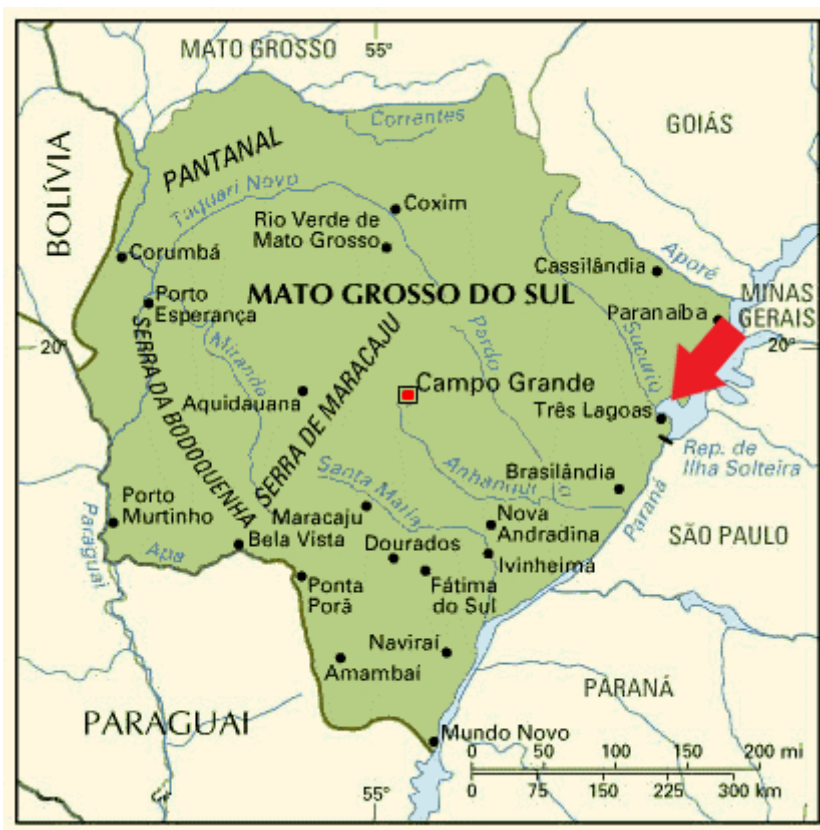 MATO GROSSO
55°
GOIÁS
BOLÍVIA
PANTANAL
Correntes
Taquari Novo
Coxim
Rio Verde de
Mato Grosso
Corumbá
Cassilândia
Aporé
Porto
Esperança
MATO GROSSO DO SUL
Paranaíba
MINAS
GERAIS
20°
20°
SERRA DA BODOQUENHA
Miranda
SERRA DE MARACAJU
Pardo
Sucuriú
Campo Grande
Aquidauana
Três Lagoas
Rep. de
Ilha Solteira
Brasilândia
Santa Maria
Porto
Murtinho
Paraguai
Apa
Maracaju
Bela Vista
Nova
Andradina
Paraná
SÃO PAULO
Dourados
Ivinheima
Ponta
Porã
Fátima
do Sul
Naviraí
Amambaí
PARANÁ
PARAGUAI
Mundo Novo
0 50 100 150 200 mi
0 75 150 225 300 km
55°